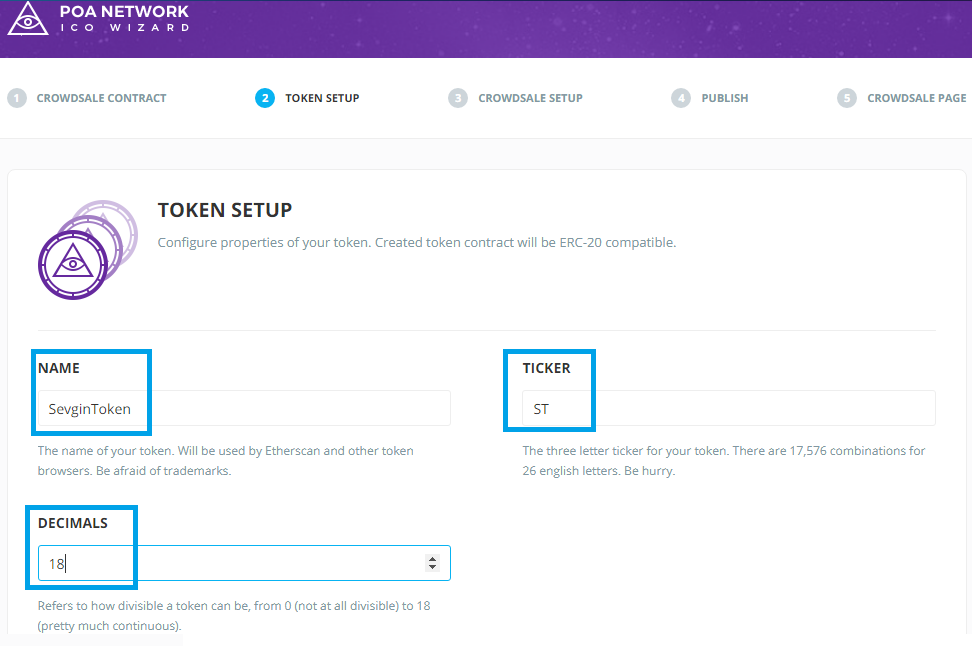 POA NETWORK
ICO WIZARD
1 CROWDSALE CONTRACT 2 TOKEN SETUP 3 CROWDSALE SETUP 4 PUBLISH 5 CROWDSALE PAGE
TOKEN SETUP
Configure properties of your token. Created token contract will be ERC-20 compatible.
NAME
SevginToken
The name of your token. Will be used by Etherscan and other token
browsers. Be afraid of trademarks.
TICKER
ST
The three letter ticker for your token. There are 17,576 combinations for
26 english letters. Be hurry.
DECIMALS
18
Refers to how divisible a token can be, from 0 (not at all divisible) to 18
(pretty much continuous).